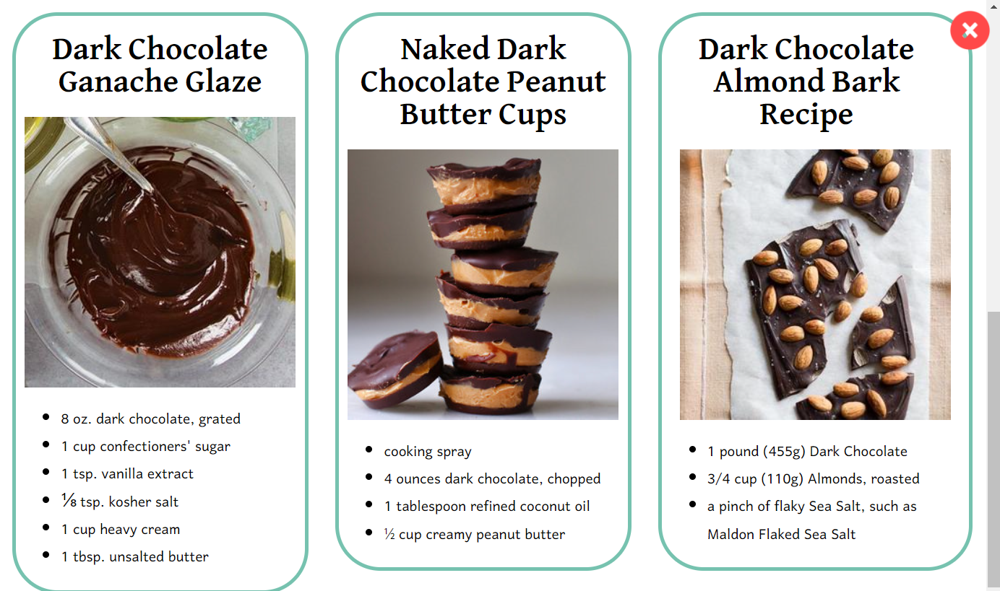 Dark Chocolate
Ganache Glaze
8 oz. dark chocolate, grated
1 cup confectioners' sugar
1 tsp. vanilla extract
⅛ tsp. kosher salt
1 cup heavy cream
1 tbsp. unsalted butter
Naked Dark
Chocolate Peanut
Butter Cups
cooking spray
4 ounces dark chocolate, chopped
1 tablespoon refined coconut oil
½ cup creamy peanut butter
Dark Chocolate
Almond Bark
Recipe
1 pound (455g) Dark Chocolate
3/4 cup (110g) Almonds, roasted
a pinch of flaky Sea Salt, such as
Maldon Flaked Sea Salt